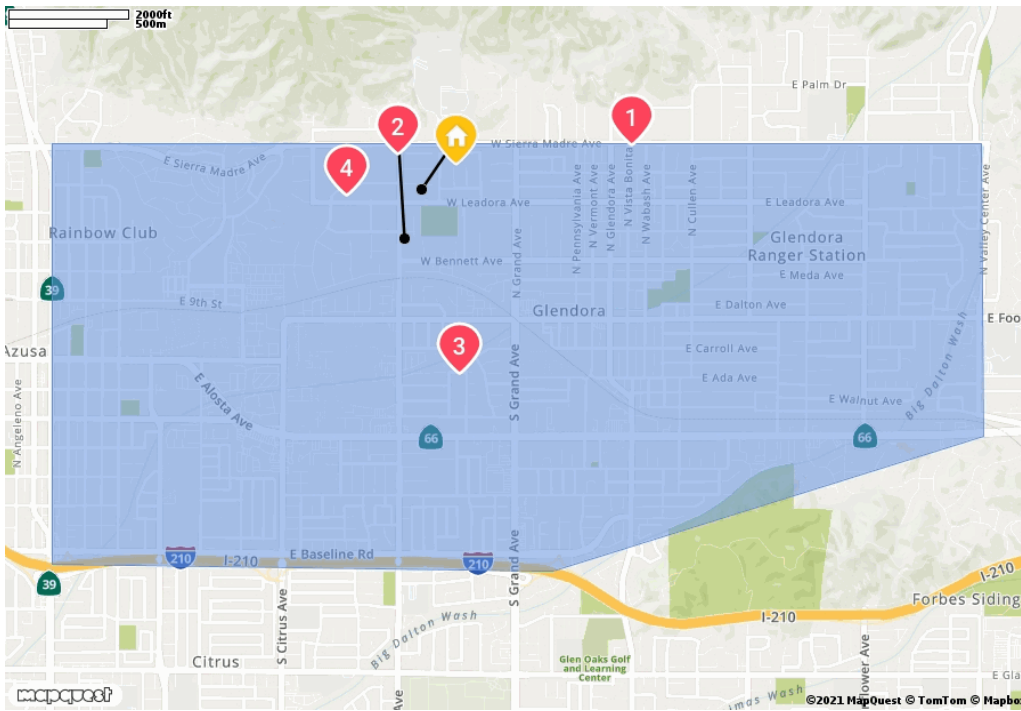 2000ft
500m
E Palm Dr
1
2
W Sierra Madre Ave
E Sierra Madre Ave
4
N Pennsylvania Ave
N Vermont Ave
N Glendora Ave
N Vista Bonita
N Wabash Ave
N Cullen Ave
N Valley Center Ave
W Leadora Ave
E Leadora Ave
Rainbow Club
N Grand Ave
Glendora
Ranger Station
W Bennett Ave
E Meda Ave
39
E 9th St
E Dalton Ave
Glendora
E Foo
Azusa
3
E Carroll Ave
Big Dalton Wash
E Ada Ave
N Angeleno Ave
E Alosta Ave
S Grand Ave
E Walnut Ave
66
66
E Baseline Rd
210
I-210
210
S Grand Ave
39
I-210
Forbes Siding
I-210
S Citrus Ave
Big Dalton Wash
Citrus
Glen Oaks Golf
and Learning
Center
E Gla
imas Wash
Ave
mapquest
©2021 MapQuest © TomTom © Mapbo